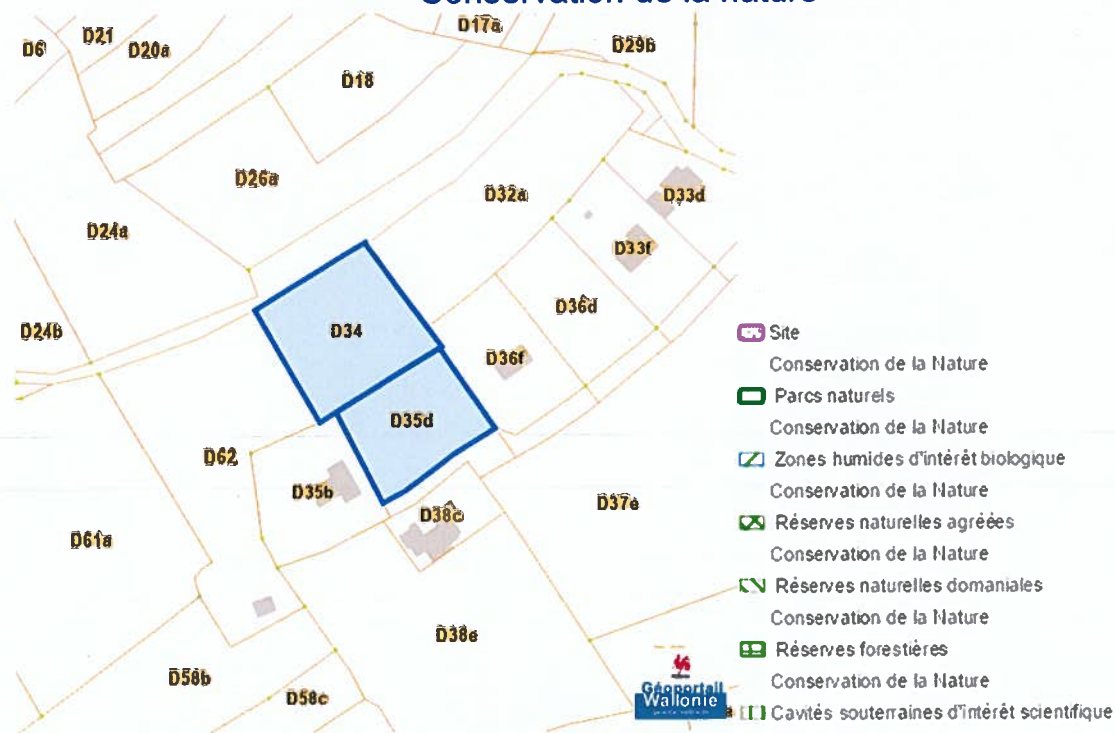 Conservation de la nature
D17a
D6
D21
D20a
D29b
D18
D26a
D32a
D33d
D24a
D33f
D36d
D24b
D34
D36f
D35d
D62
D35b
D38c
D37e
D61a
D38e
D58b
D58c
Géoportail
Wallonie
a
Site
Conservation de la Nature
Parcs naturels
Conservation de la Nature
Zones humides d'intérêt biologique
Conservation de la Nature
Réserves naturelles agréées
Conservation de la Nature
Réserves naturelles domaniales
Conservation de la Nature
Réserves forestières
Conservation de la Nature
Cavités souterraines d'intérêt scientifique